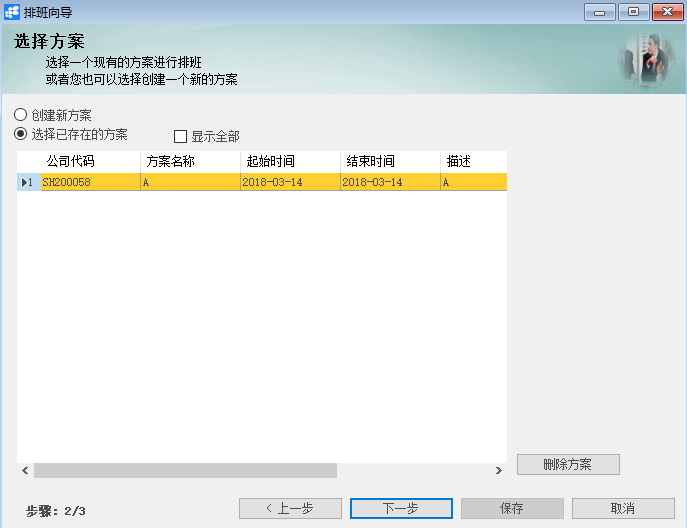 排班向导
选择方案
选择一个现有的方案进行排班
或者您也可以选择创建一个新的方案
创建新方案
选择已存在的方案 显示全部
公司代码 方案名称 起始时间 结束时间 描述
1 SH200058 A 2018-03-14 2018-03-14 A
删除方案
步骤: 2/3 < 上一步 下一步 保存 取消